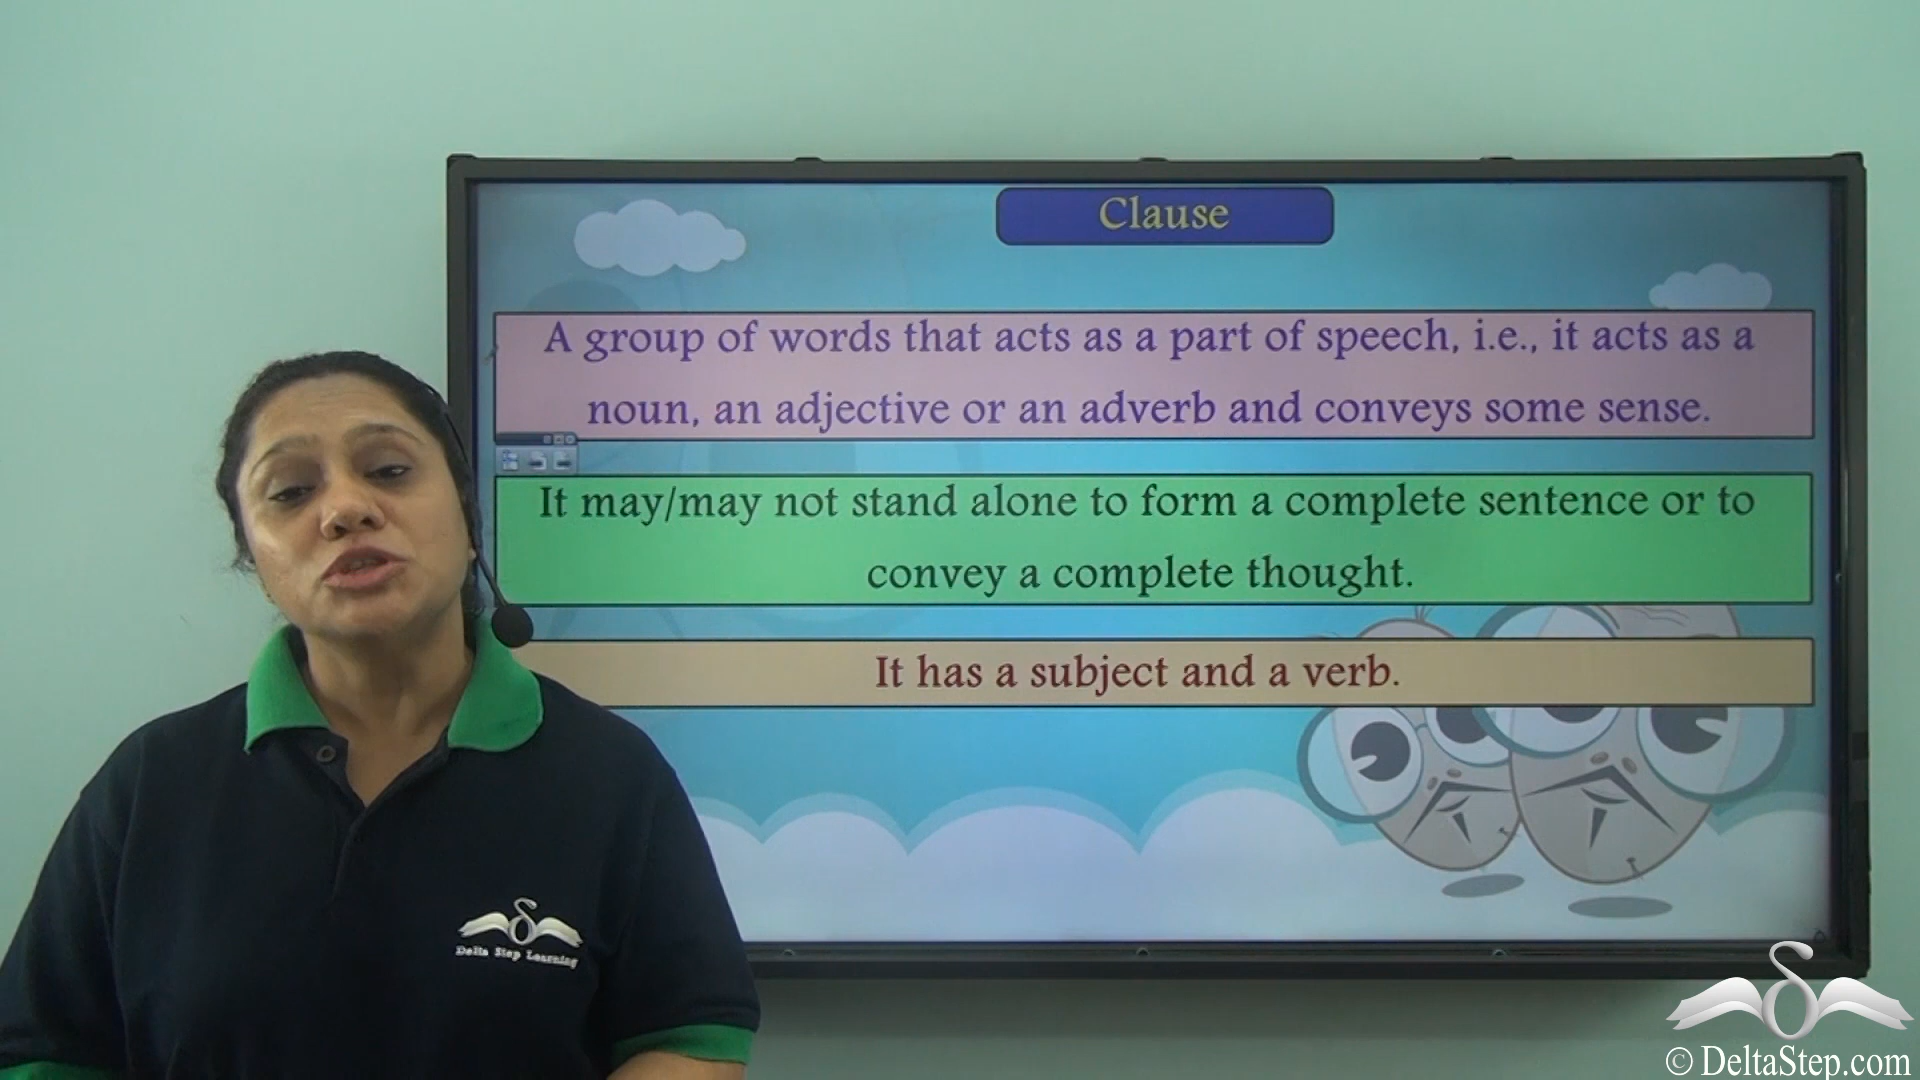 Clause
A group of words that acts as a part of speech, i.e., it acts as a
noun, an adjective or an adverb and conveys some sense.
It may/may not stand alone to form a complete sentence or to
convey a complete thought.
It has a subject and a verb.
Delta Step Learning
© DeltaStep.com